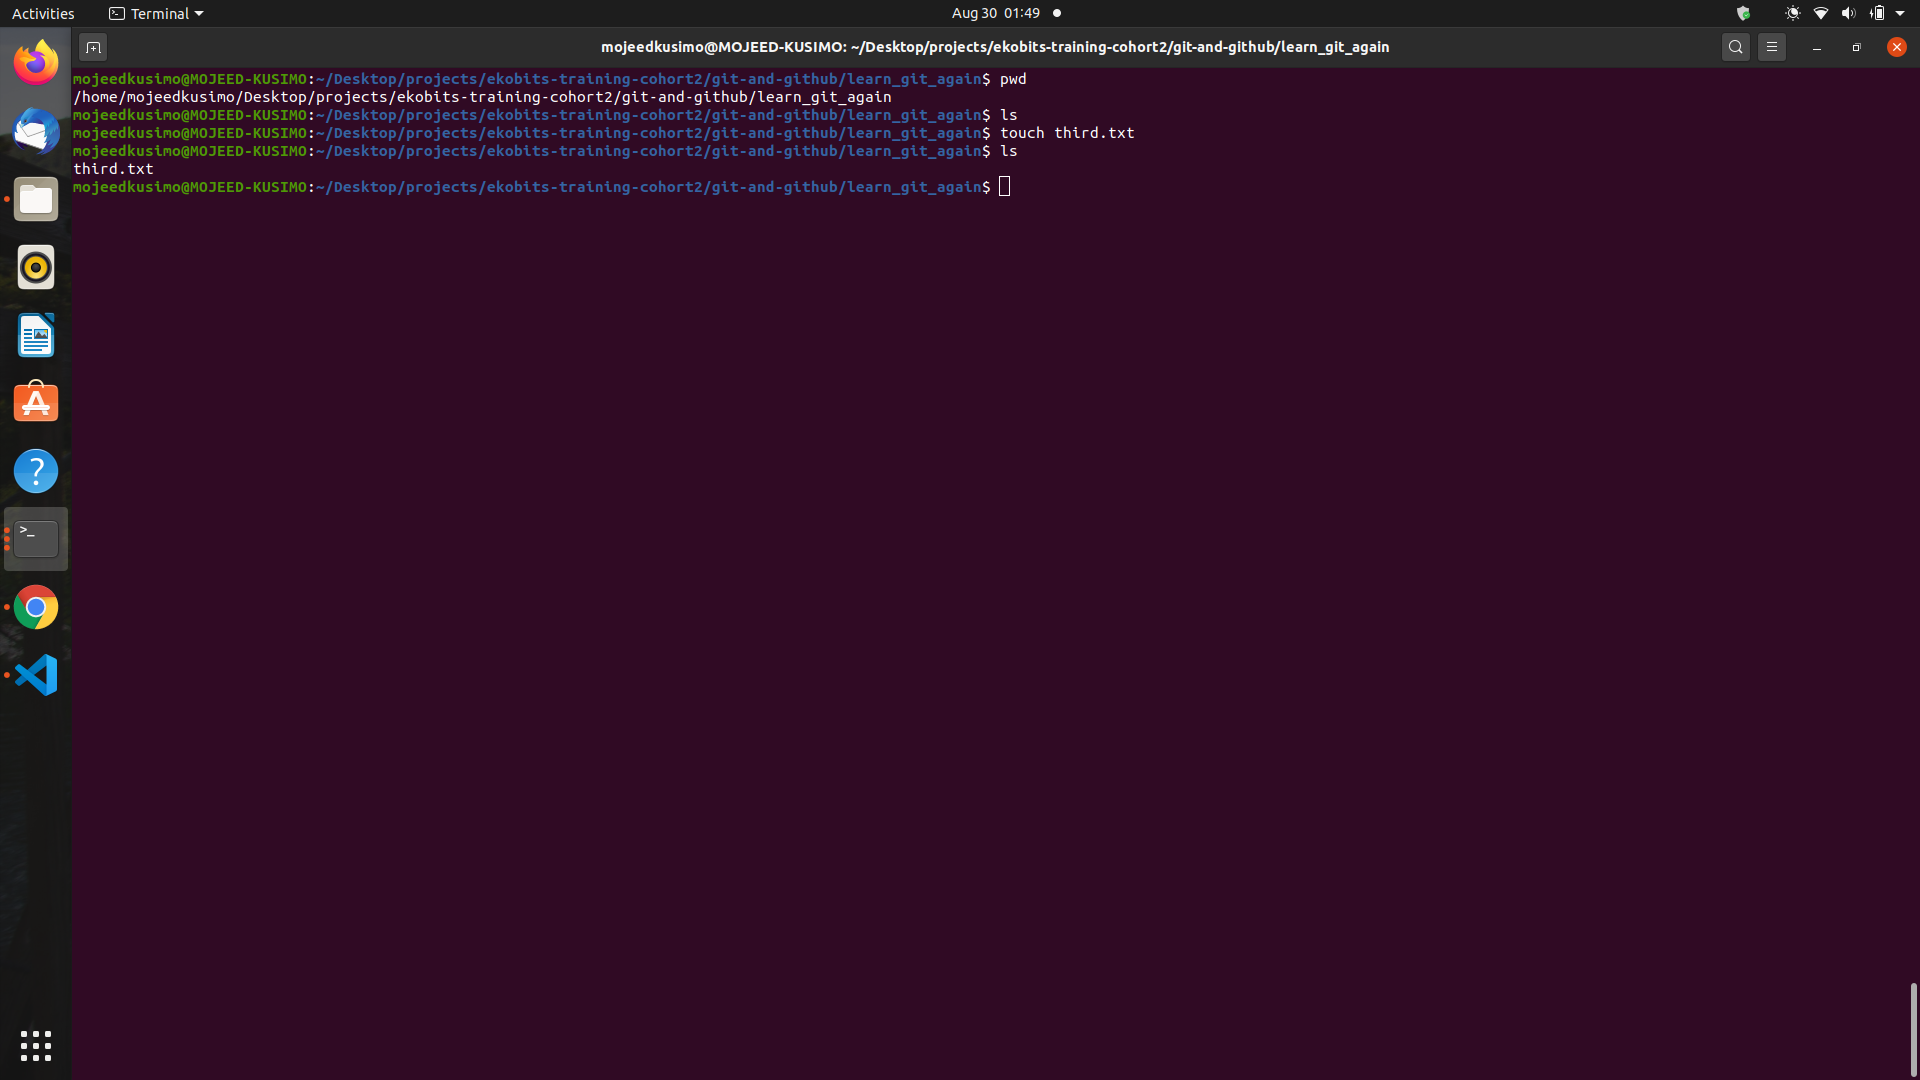 Activities Terminal Aug 30 01:49
mojeedkusimo@MOJEED-KUSIMO: ~/Desktop/projects/ekobits-training-cohort2/git-and-github/learn_git_again
mojeedkusimo@MOJEED-KUSIMO:~/Desktop/projects/ekobits-training-cohort2/git-and-github/learn_git_again$ pwd
/home/mojeedkusimo/Desktop/projects/ekobits-training-cohort2/git-and-github/learn_git_again
mojeedkusimo@MOJEED-KUSIMO:~/Desktop/projects/ekobits-training-cohort2/git-and-github/learn_git_again$ ls
mojeedkusimo@MOJEED-KUSIMO:~/Desktop/projects/ekobits-training-cohort2/git-and-github/learn_git_again$ touch third.txt
mojeedkusimo@MOJEED-KUSIMO:~/Desktop/projects/ekobits-training-cohort2/git-and-github/learn_git_again$ ls
third.txt
mojeedkusimo@MOJEED-KUSIMO:~/Desktop/projects/ekobits-training-cohort2/git-and-github/learn_git_again$